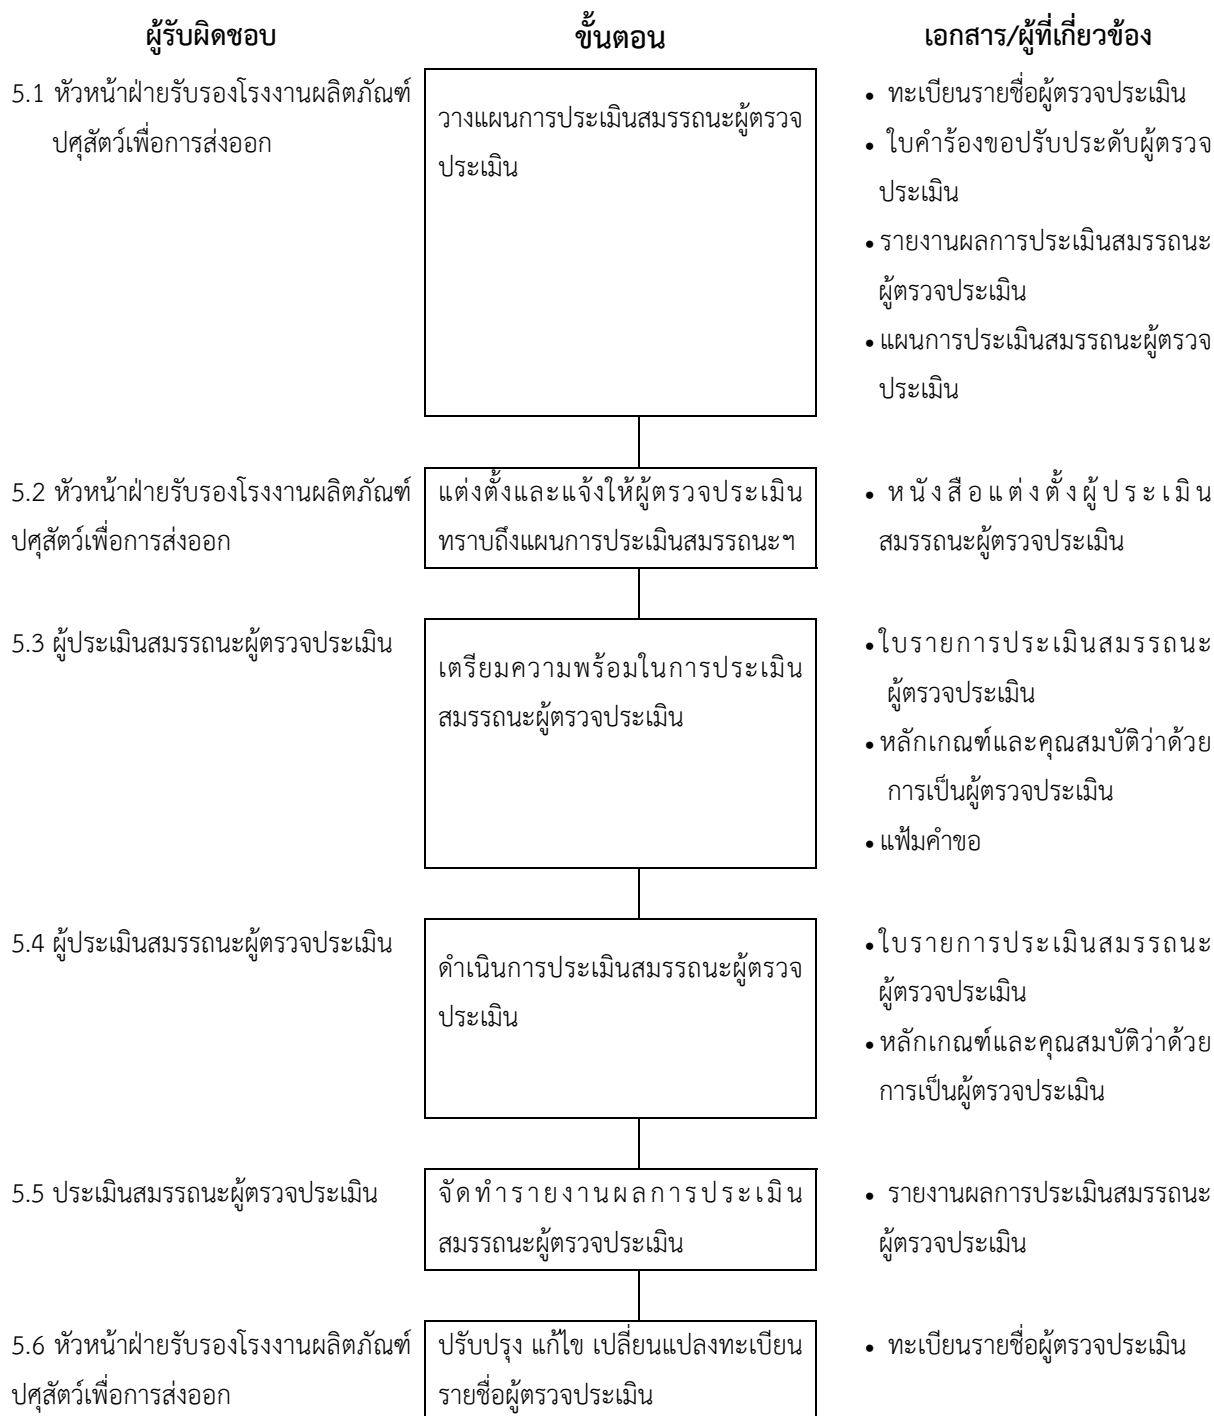 ผู้รับผิดชอบ
ขั้นตอน
เอกสาร/ผู้ที่เกี่ยวข้อง
5.1 หัวหน้าฝ่ายรับรองโรงงานผลิตภัณฑ์
ปศุสัตว์เพื่อการส่งออก
วางแผนการประเมินสมรรถนะผู้ตรวจ
ประเมิน
• ทะเบียนรายชื่อผู้ตรวจประเมิน
• ใบคำร้องขอปรับประดับผู้ตรวจ
ประเมิน
• รายงานผลการประเมินสมรรถนะ
ผู้ตรวจประเมิน
• แผนการประเมินสมรรถนะผู้ตรวจ
ประเมิน
5.2 หัวหน้าฝ่ายรับรองโรงงานผลิตภัณฑ์
ปศุสัตว์เพื่อการส่งออก
แต่งตั้งและแจ้งให้ผู้ตรวจประเมิน
ทราบถึงแผนการประเมินสมรรถนะฯ
• หนังสือแต่งตั้งผู้ประเมิน
สมรรถนะผู้ตรวจประเมิน
5.3 ผู้ประเมินสมรรถนะผู้ตรวจประเมิน
เตรียมความพร้อมในการประเมิน
สมรรถนะผู้ตรวจประเมิน
• ใบรายการประเมินสมรรถนะ
ผู้ตรวจประเมิน
• หลักเกณฑ์และคุณสมบัติว่าด้วย
การเป็นผู้ตรวจประเมิน
• แฟ้มคำขอ
5.4 ผู้ประเมินสมรรถนะผู้ตรวจประเมิน
ดำเนินการประเมินสมรรถนะผู้ตรวจ
ประเมิน
• ใบรายการประเมินสมรรถนะ
ผู้ตรวจประเมิน
• หลักเกณฑ์และคุณสมบัติว่าด้วย
การเป็นผู้ตรวจประเมิน
5.5 ประเมินสมรรถนะผู้ตรวจประเมิน
จัดทำรายงานผลการประเมิน
สมรรถนะผู้ตรวจประเมิน
• รายงานผลการประเมินสมรรถนะ
ผู้ตรวจประเมิน
5.6 หัวหน้าฝ่ายรับรองโรงงานผลิตภัณฑ์
ปศุสัตว์เพื่อการส่งออก
ปรับปรุง แก้ไข เปลี่ยนแปลงทะเบียน
รายชื่อผู้ตรวจประเมิน
• ทะเบียนรายชื่อผู้ตรวจประเมิน